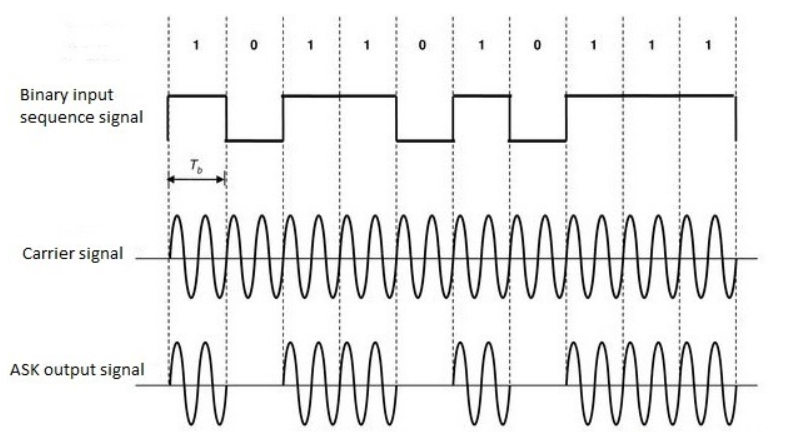 1 0 1 1 0 1 0 1 1 1
Binary input
sequence signal
T_b
Carrier signal
ASK output signal